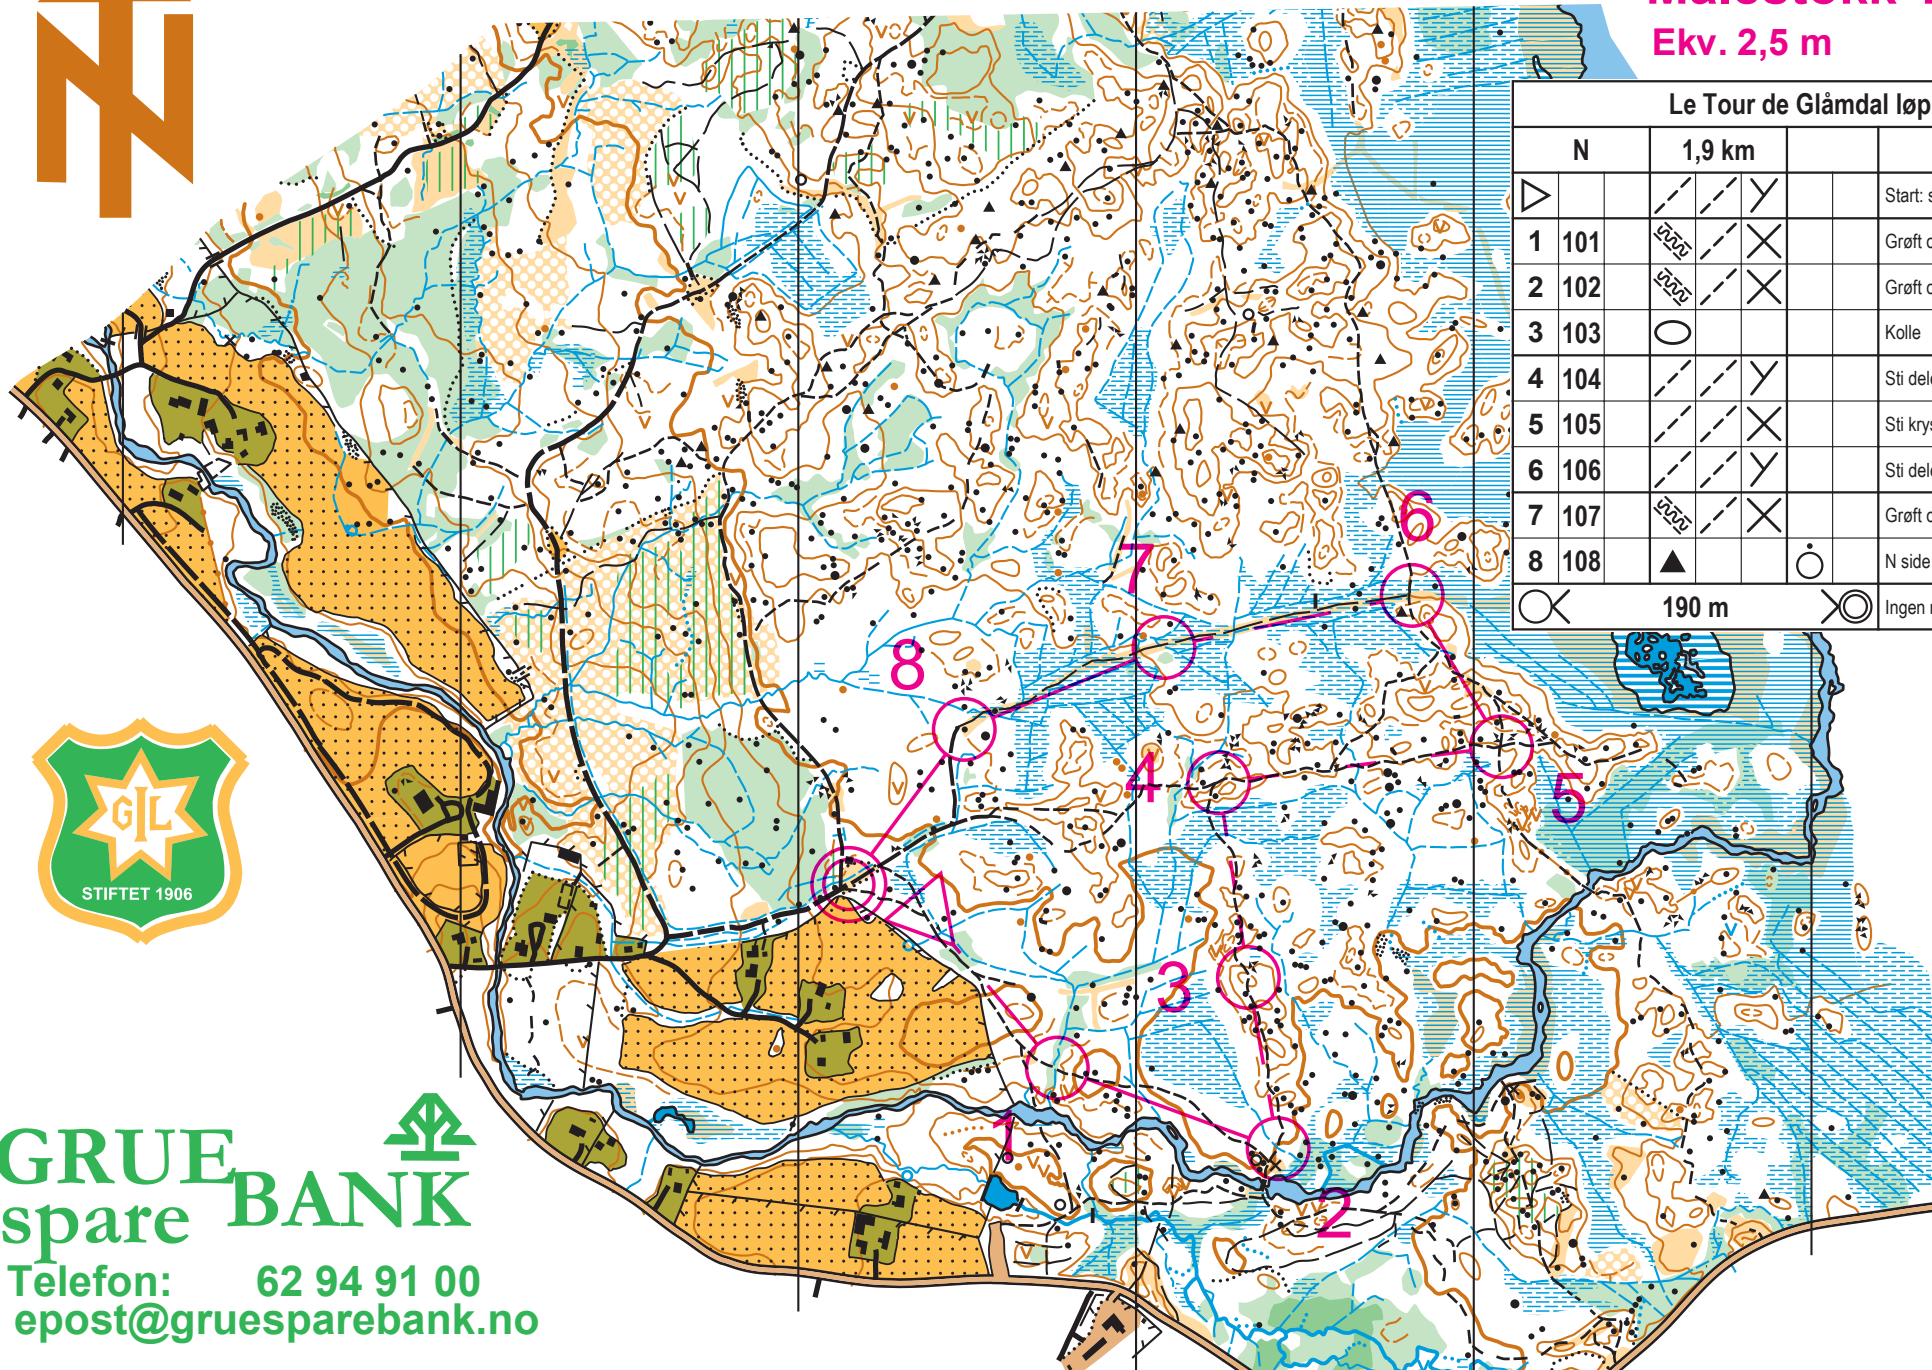 Ekv. 2,5 m
Le Tour de Glåmdal løp
N 1,9 km
Start:
1 101 Grøft
2 102 Grøft
3 103 Kolle
4 104 Sti
5 105 Sti
6 106 Sti
7 107 Grøft
8 108 N side
190 m Ingen
6
7
8
4
5
3
1
2
GIL
STIFTET 1906
GRUE
spare BANK
Telefon: 62 94 91 00
epost@gruesparebank.no